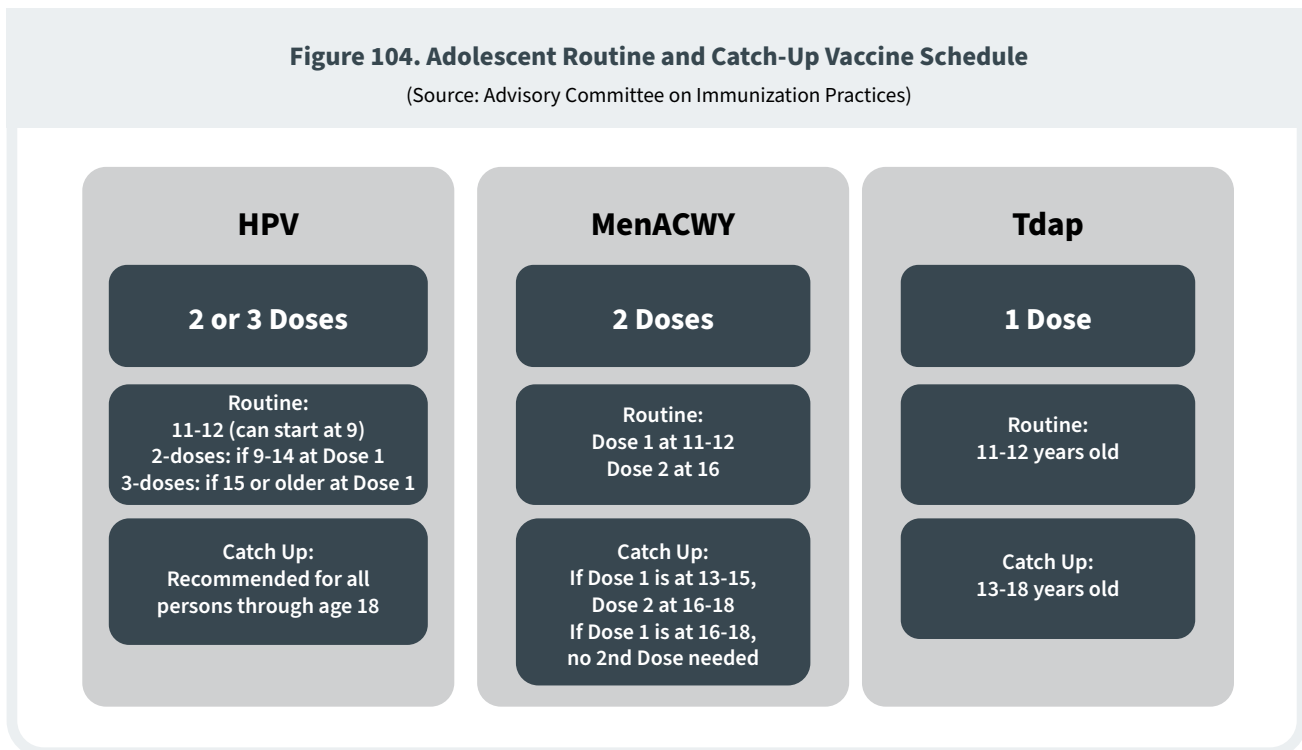 Figure 104. Adolescent Routine and Catch-Up Vaccine Schedule
(Source: Advisory Committee on Immunization Practices)
HPV
2 or 3 Doses
Routine:
11-12 (can start at 9)
2-doses: if 9-14 at Dose 1
3-doses: if 15 or older at Dose 1
Catch Up:
Recommended for all
persons through age 18
MenACWY
2 Doses
Routine:
Dose 1 at 11-12
Dose 2 at 16
Catch Up:
If Dose 1 is at 13-15,
Dose 2 at 16-18
If Dose 1 is at 16-18,
no 2nd Dose needed
Tdap
1 Dose
Routine:
11-12 years old
Catch Up:
13-18 years old